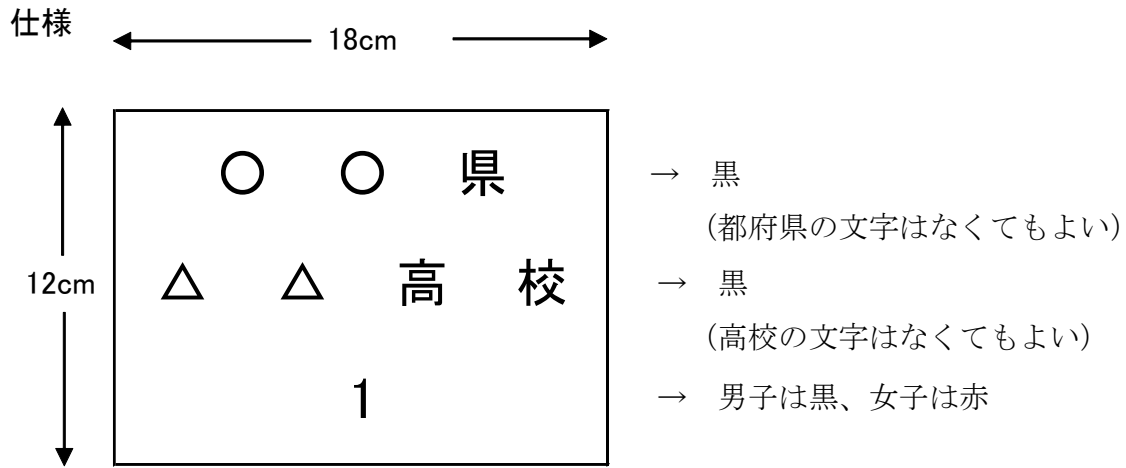 仕様
18cm
○ ○ 県
→ 黒
(都府県の文字はなくてもよい)
12cm
△ △ 高 校
→ 黒
(高校の文字はなくてもよい)
1
→ 男子は黒、女子は赤